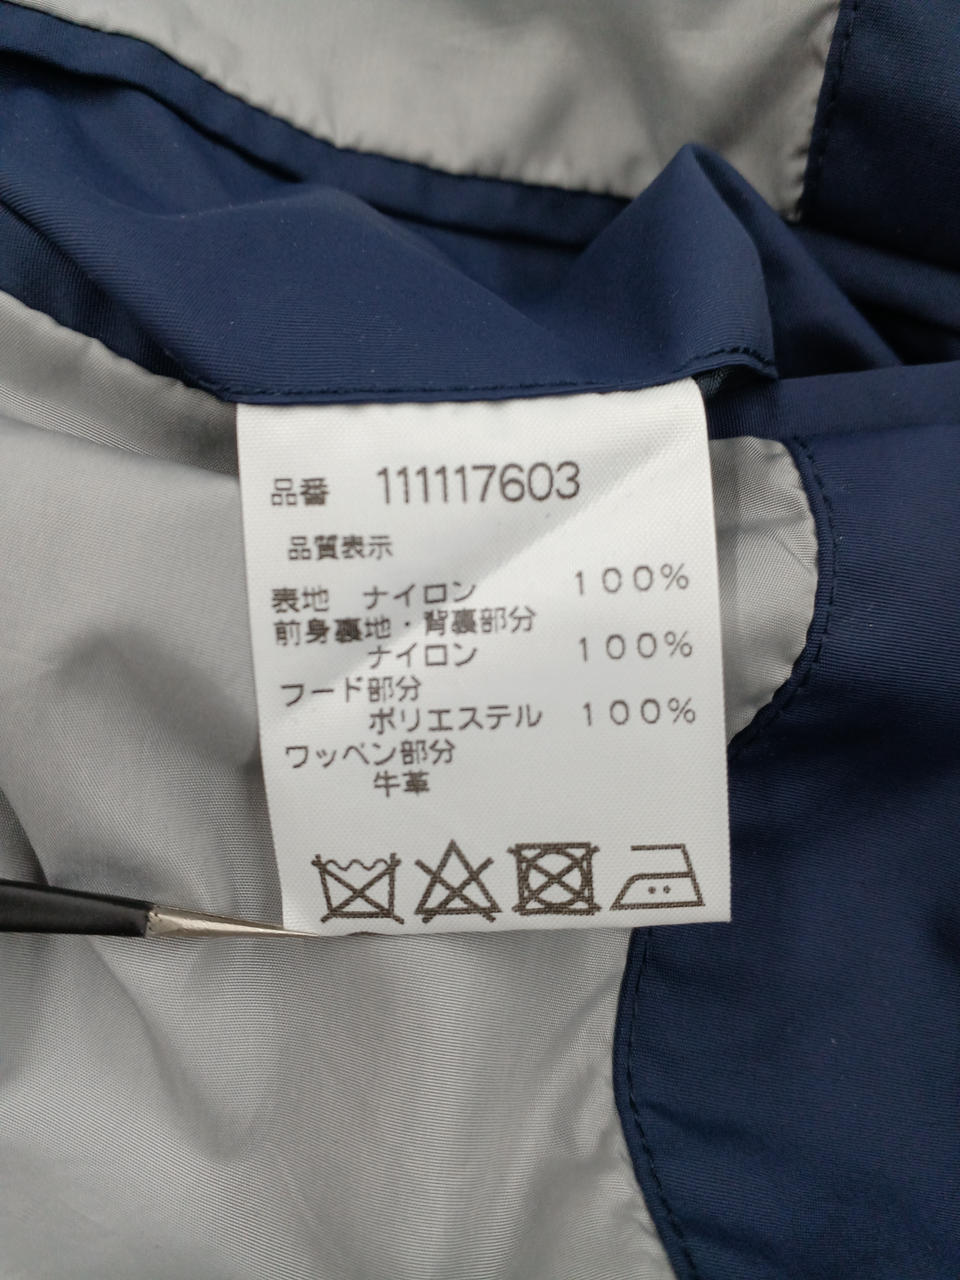 品番 111117603
品質表示
表地 ナイロン 100%
前身裏地・背裏部分
ナイロン 100%
フード部分
ポリエステル 100%
ワッペン部分
牛革